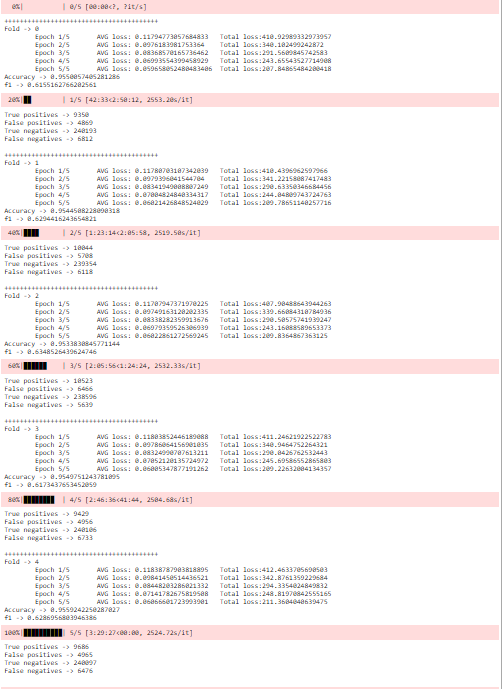 0%| | 0/5 [00:00<?, ?it/s]
++++++++++++++++++++++++++++++++++++++++
Fold -> 0
Epoch 1/5 AVG loss: 0.11794773057684833 Total loss:410.92989332973957
Epoch 2/5 AVG loss: 0.0976183981753364 Total loss:340.102499242872
Epoch 3/5 AVG loss: 0.08368570165736462 Total loss:291.5609845742583
Epoch 4/5 AVG loss: 0.06993554399458929 Total loss:243.65543527714908
Epoch 5/5 AVG loss: 0.059658052480483406 Total loss:207.84865484200418
Accuracy -> 0.9550057405281286
f1 -> 0.6155162766202561
20%|██ | 1/5 [42:33<2:50:12, 2553.20s/it]
True positives -> 9350
False positives -> 4869
True negatives -> 240193
False negatives -> 6812
++++++++++++++++++++++++++++++++++++++++
Fold -> 1
Epoch 1/5 AVG loss: 0.11780703107342039 Total loss:410.4396962597966
Epoch 2/5 AVG loss: 0.0979396041544704 Total loss:341.22158087417483
Epoch 3/5 AVG loss: 0.08341949008807249 Total loss:290.63350346684456
Epoch 4/5 AVG loss: 0.07004824840334317 Total loss:244.04809743724763
Epoch 5/5 AVG loss: 0.06021426848524029 Total loss:209.78651140257716
Accuracy -> 0.9544508228090318
f1 -> 0.6294416243654821
40%|████ | 2/5 [1:23:14<2:05:58, 2519.50s/it]
True positives -> 10044
False positives -> 5708
True negatives -> 239354
False negatives -> 6118
++++++++++++++++++++++++++++++++++++++++
Fold -> 2
Epoch 1/5 AVG loss: 0.11707947371970225 Total loss:407.90488643944263
Epoch 2/5 AVG loss: 0.09749163120202335 Total loss:339.66084310784936
Epoch 3/5 AVG loss: 0.08338282359913676 Total loss:290.50575741939247
Epoch 4/5 AVG loss: 0.06979359526306939 Total loss:243.16088589653373
Epoch 5/5 AVG loss: 0.06022861272569245 Total loss:209.8364867363125
Accuracy -> 0.9533830845771144
f1 -> 0.6348526439624746
60%|██████ | 3/5 [2:05:56<1:24:24, 2532.33s/it]
True positives -> 10523
False positives -> 6466
True negatives -> 238596
False negatives -> 5639
++++++++++++++++++++++++++++++++++++++++
Fold -> 3
Epoch 1/5 AVG loss: 0.11803852446189088 Total loss:411.24621922522783
Epoch 2/5 AVG loss: 0.09786064156901035 Total loss:340.9464752264321
Epoch 3/5 AVG loss: 0.08324990707613211 Total loss:290.0426762532443
Epoch 4/5 AVG loss: 0.07052120135724972 Total loss:245.69586552865803
Epoch 5/5 AVG loss: 0.06005347877191262 Total loss:209.22632004134357
Accuracy -> 0.9549751243781095
f1 -> 0.6173437653452059
80%|████████ | 4/5 [2:46:36<41:44, 2504.68s/it]
True positives -> 9429
False positives -> 4956
True negatives -> 240106
False negatives -> 6733
++++++++++++++++++++++++++++++++++++++++
Fold -> 4
Epoch 1/5 AVG loss: 0.11838787903818895 Total loss:412.4633705690503
Epoch 2/5 AVG loss: 0.09841450514436521 Total loss:342.8761359229684
Epoch 3/5 AVG loss: 0.08448203286021332 Total loss:294.3354024849832
Epoch 4/5 AVG loss: 0.07141782675819508 Total loss:248.81970842555165
Epoch 5/5 AVG loss: 0.06066601723993901 Total loss:211.3604040639475
Accuracy -> 0.9559242250287027
f1 -> 0.6286956803946386
100%|██████████| 5/5 [3:29:27<00:00, 2524.72s/it]
True positives -> 9686
False positives -> 4965
True negatives -> 240097
False negatives -> 6476